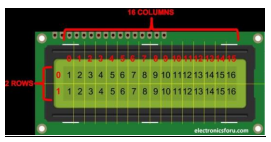 16 COLUMNS
0 1 2 3 4 5 6 7 8 9 10 11 12 13 14 15
2 ROWS
0 1 2 3 4 5 6 7 8 9 10 11 12 13 14 15 16
1 1 2 3 4 5 6 7 8 9 10 11 12 13 14 15 16
electronicsforu.com